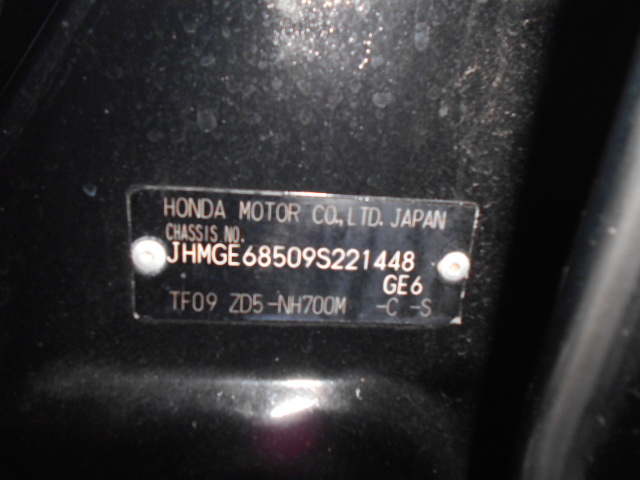 HONDA MOTOR CO.,LTD. JAPAN
CHASSIS NO.
JHMGE68509S221448
GE6
TF09 ZD5-NH700M -C -S